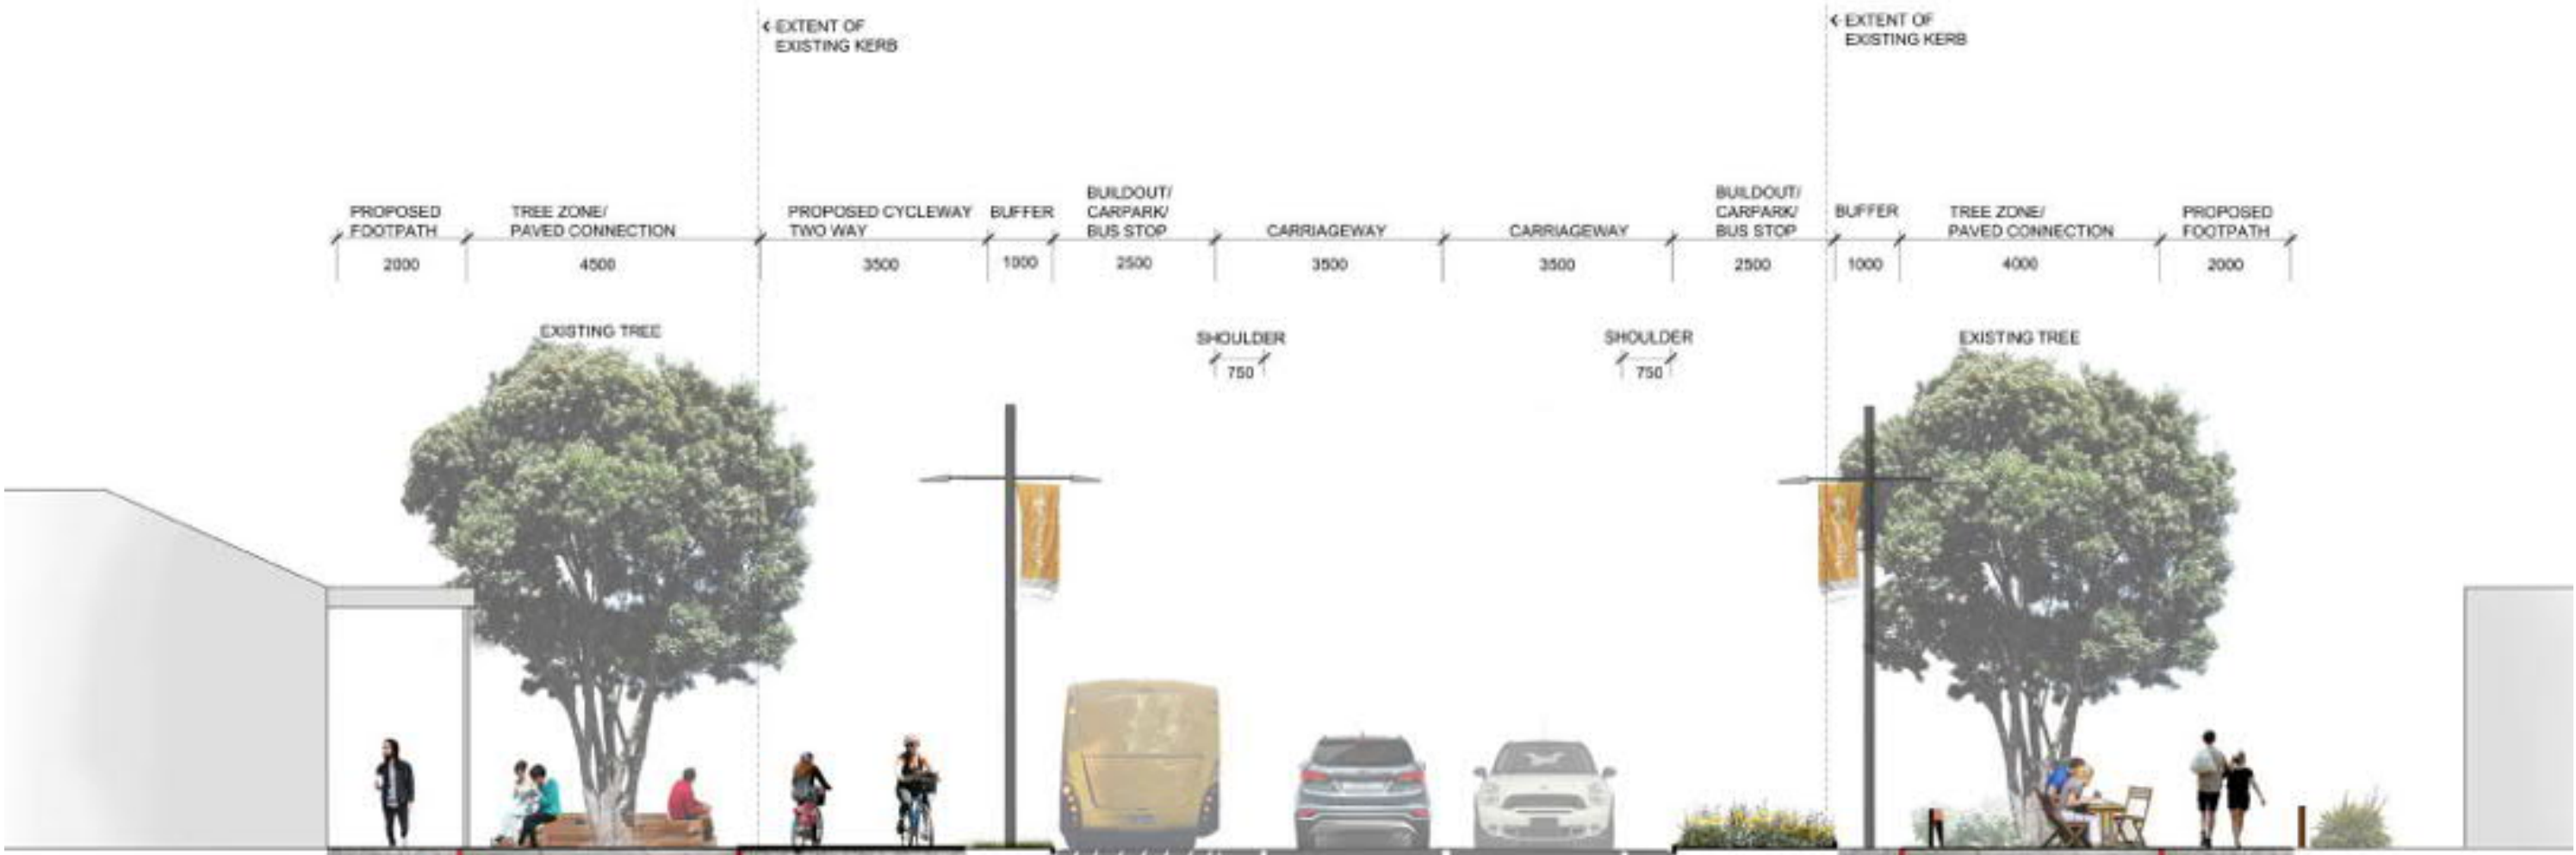 EXTENT OF
EXISTING KERB
EXTENT OF
EXISTING KERB
PROPOSED
FOOTPATH
TREE ZONE/
PAVED CONNECTION
PROPOSED CYCLEWAY
TWO WAY
BUFFER
BUILDOUT/
CARPARK/
BUS STOP
CARRIAGEWAY
CARRIAGEWAY
BUILDOUT/
CARPARK/
BUS STOP
BUFFER
TREE ZONE/
PAVED CONNECTION
PROPOSED
FOOTPATH
2000
4500
3500
1000
2500
3500
3500
2500
1000
4000
2000
EXISTING TREE
SHOULDER
750
SHOULDER
750
EXISTING TREE